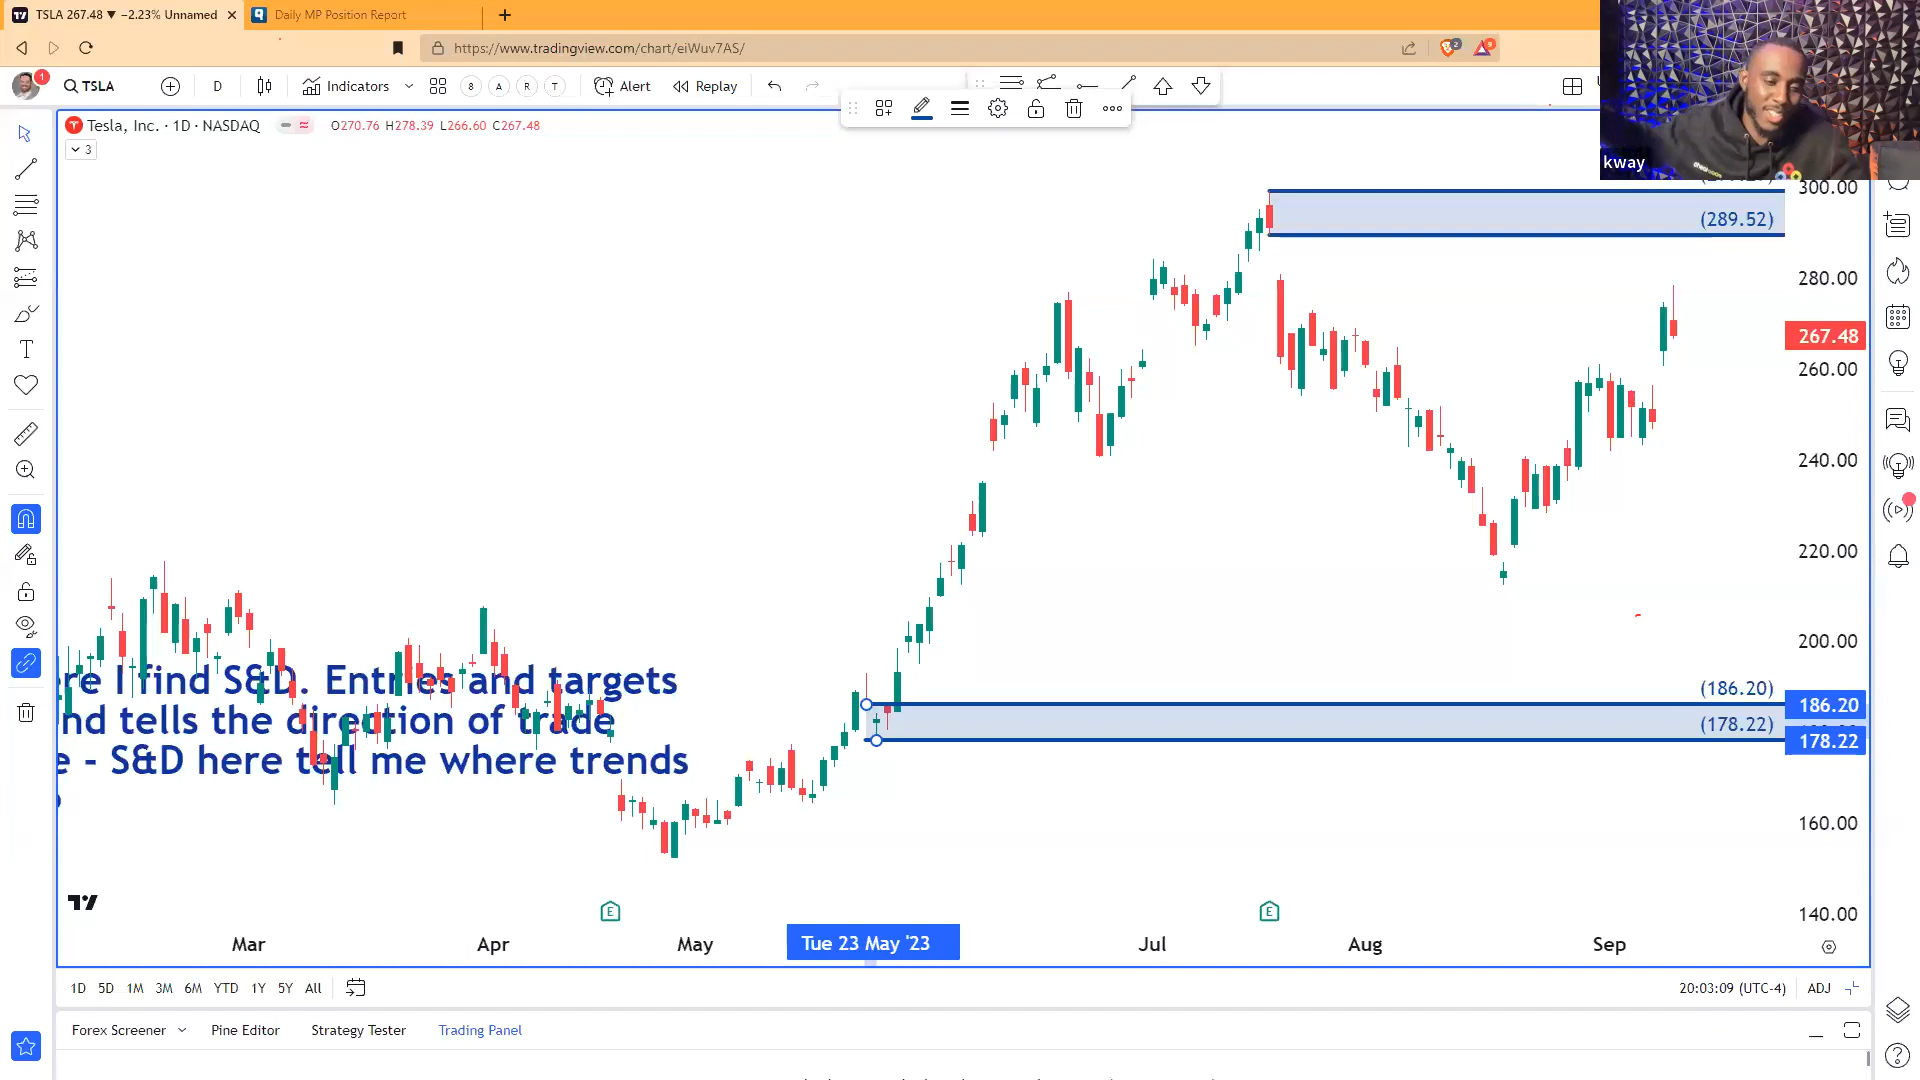 TSLA 267.48 ▼ −2.23% Unnamed
Daily MP Position Report
https://www.tradingview.com/chart/eiWuv7AS/
2
9
1
TSLA
D
Indicators
8
A
R
T
Alert
Replay
Tesla, Inc. · 1D · NASDAQ
O270.76 H278.39 L266.60 C267.48
3
kway
300.00
(289.52)
280.00
267.48
260.00
240.00
220.00
200.00
(186.20)
186.20
(178.22)
178.22
160.00
140.00
re I find S&D. Entries and targets
nd tells the direction of trade
e - S&D here tell me where trends
E
E
Mar
Apr
May
Tue 23 May '23
Jul
Aug
Sep
1D 5D 1M 3M 6M YTD 1Y 5Y All
20:03:09 (UTC-4)
ADJ
Forex Screener
Pine Editor
Strategy Tester
Trading Panel